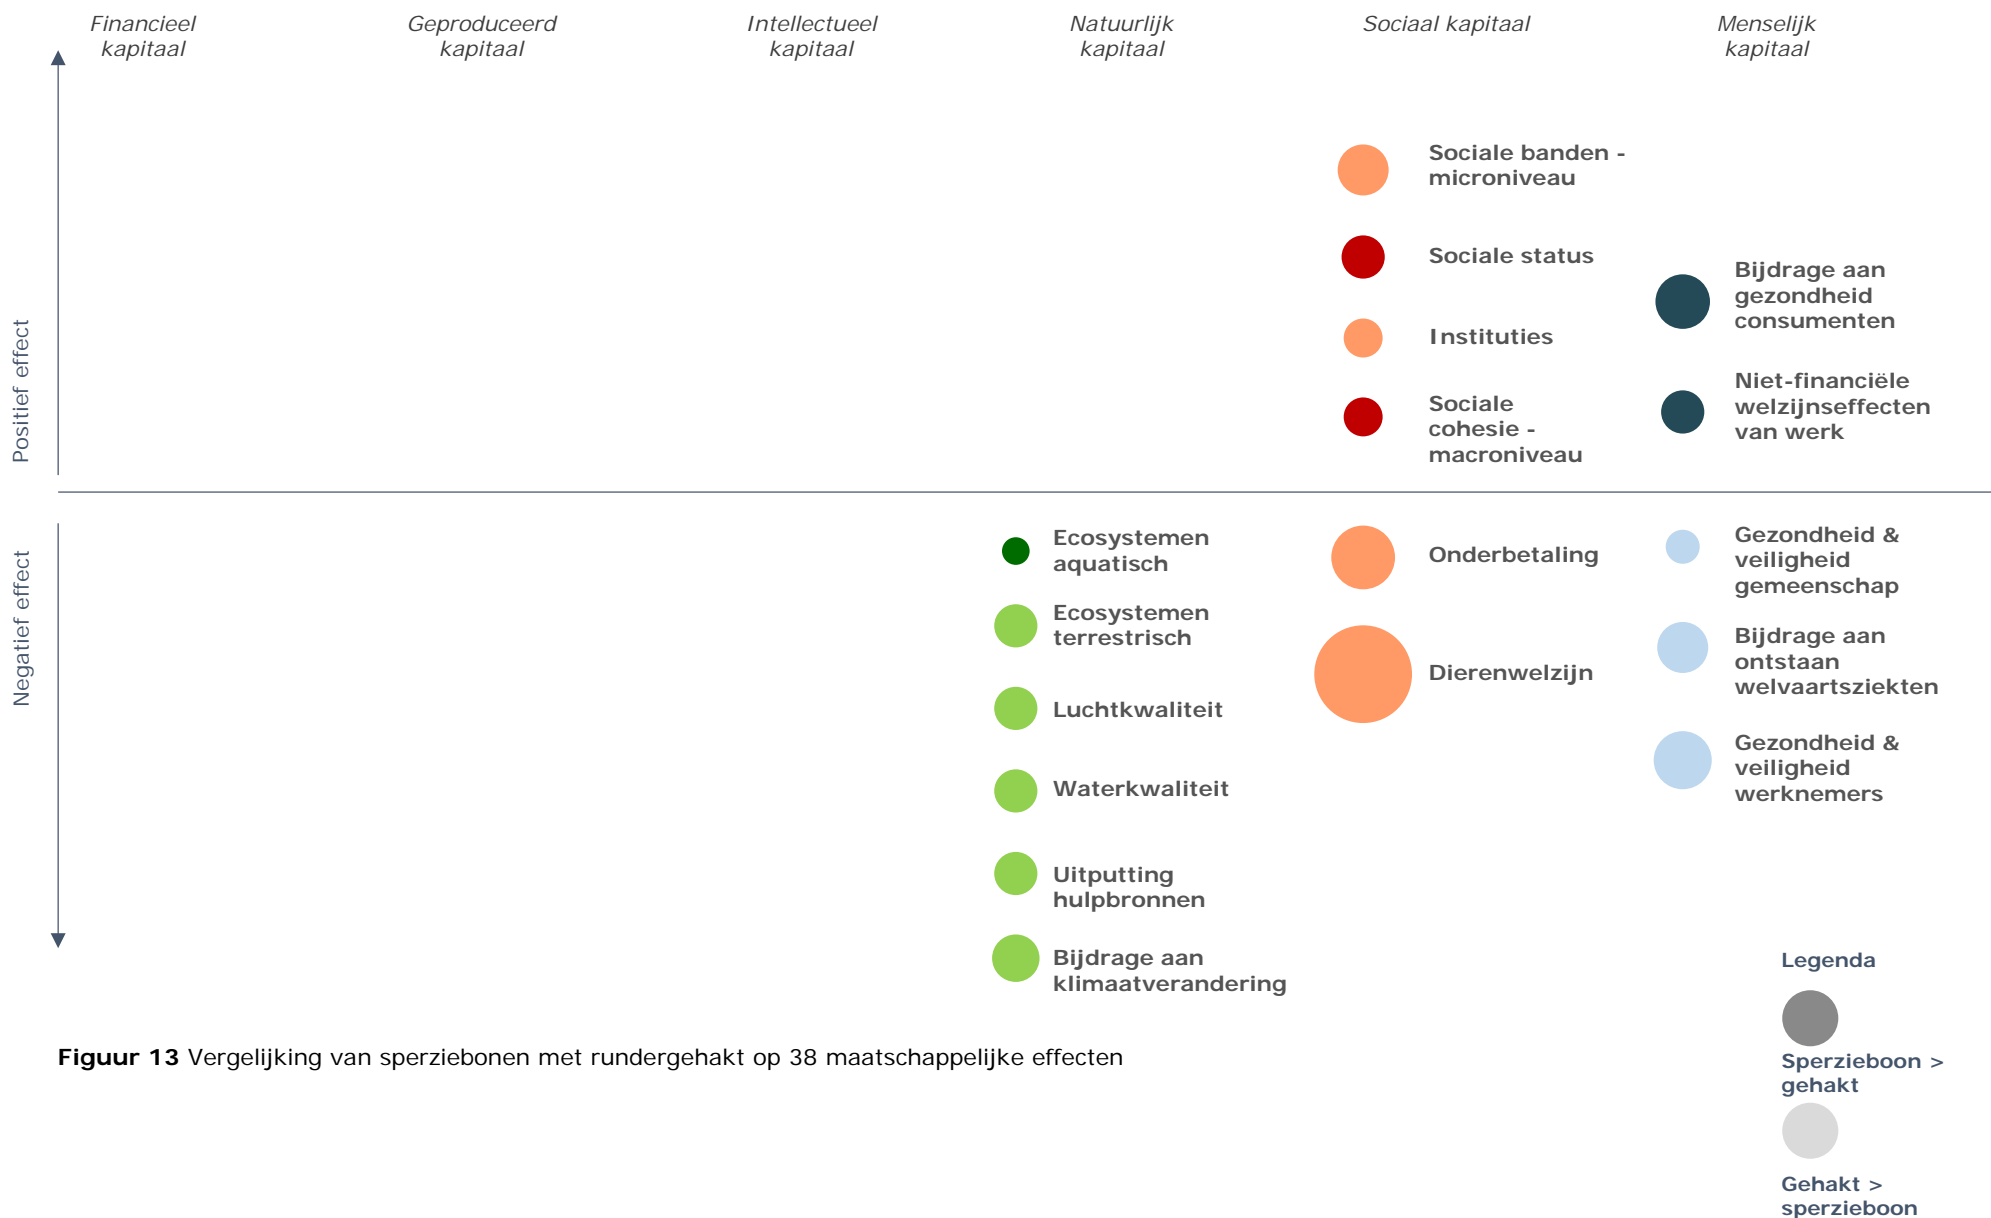 Financieel
kapitaal
Geproduceerd
kapitaal
Intellectueel
kapitaal
Natuurlijk
kapitaal
Sociaal kapitaal
Menselijk
kapitaal
Positief effect
Sociale banden -
microniveau
Sociale status
Instituties
Sociale
cohesie -
macroniveau
Bijdrage aan
gezondheid
consumenten
Niet-financiële
welzijnseffecten
van werk
Negatief effect
Ecosystemen
aquatisch
Ecosystemen
terrestrisch
Luchtkwaliteit
Waterkwaliteit
Uitputting
hulpbronnen
Bijdrage aan
klimaatverandering
Onderbetaling
Dierenwelzijn
Gezondheid &
veiligheid
gemeenschap
Bijdrage aan
ontstaan
welvaartsziekten
Gezondheid &
veiligheid
werknemers
Legenda
Sperzieboon >
gehakt
Gehakt >
sperzieboon
Figuur 13 Vergelijking van sperziebonen met rundergehakt op 38 maatschappelijke effecten